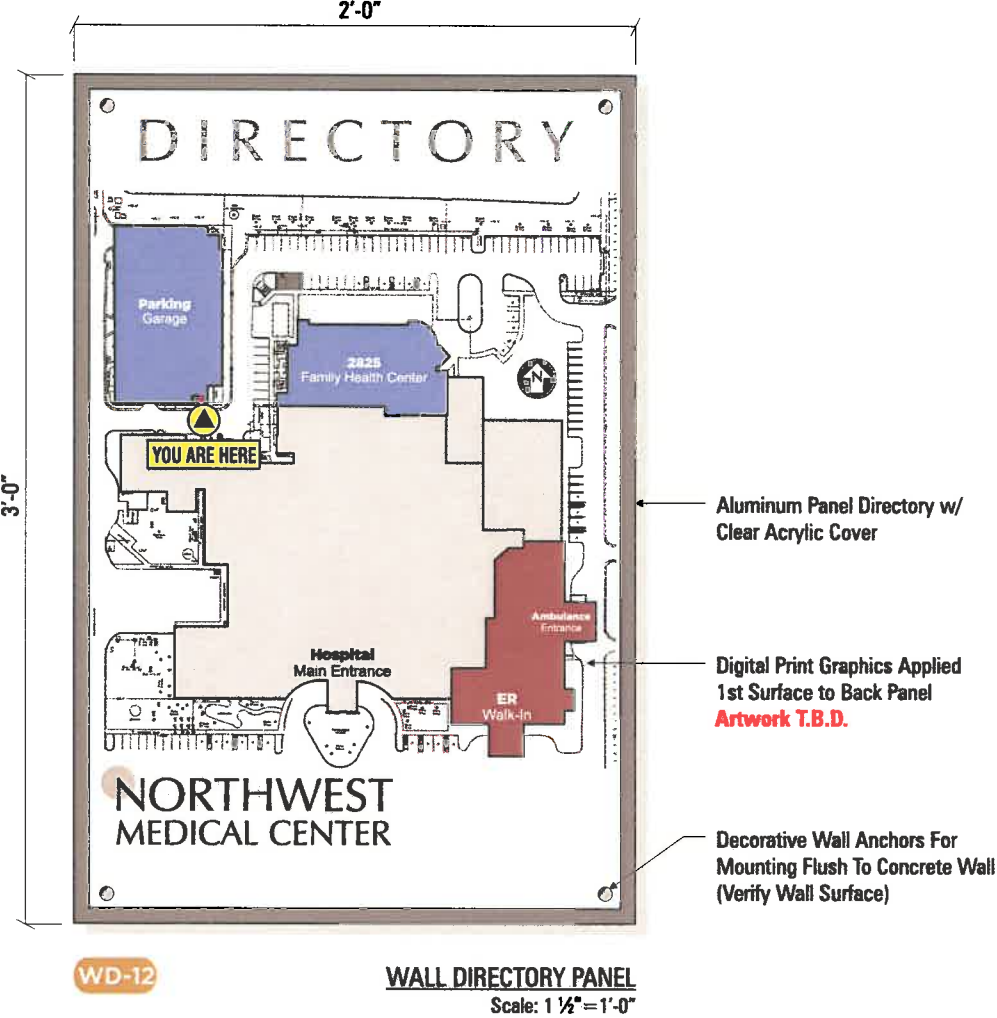 2'-0"
3'-0"
DIRECTORY
Parking
Garage
2825
Family Health Center
N
YOU ARE HERE
Aluminum Panel Directory w/
Clear Acrylic Cover
Ambulance
Entrance
Hospital
Main Entrance
Digital Print Graphics Applied
1st Surface to Back Panel
Artwork T.B.D.
ER
Walk-in
NORTHWEST
MEDICAL CENTER
Decorative Wall Anchors For
Mounting Flush To Concrete Wall
(Verify Wall Surface)
WD-12
WALL DIRECTORY PANEL
Scale: 1 ½"=1'-0"